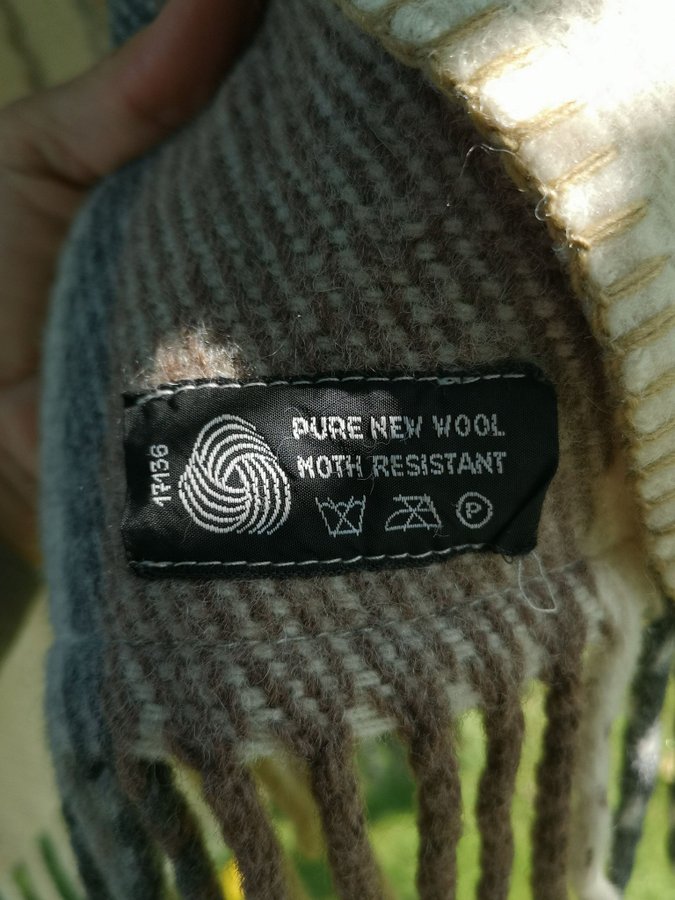 17136
PURE NEW WOOL
MOTH RESISTANT
P